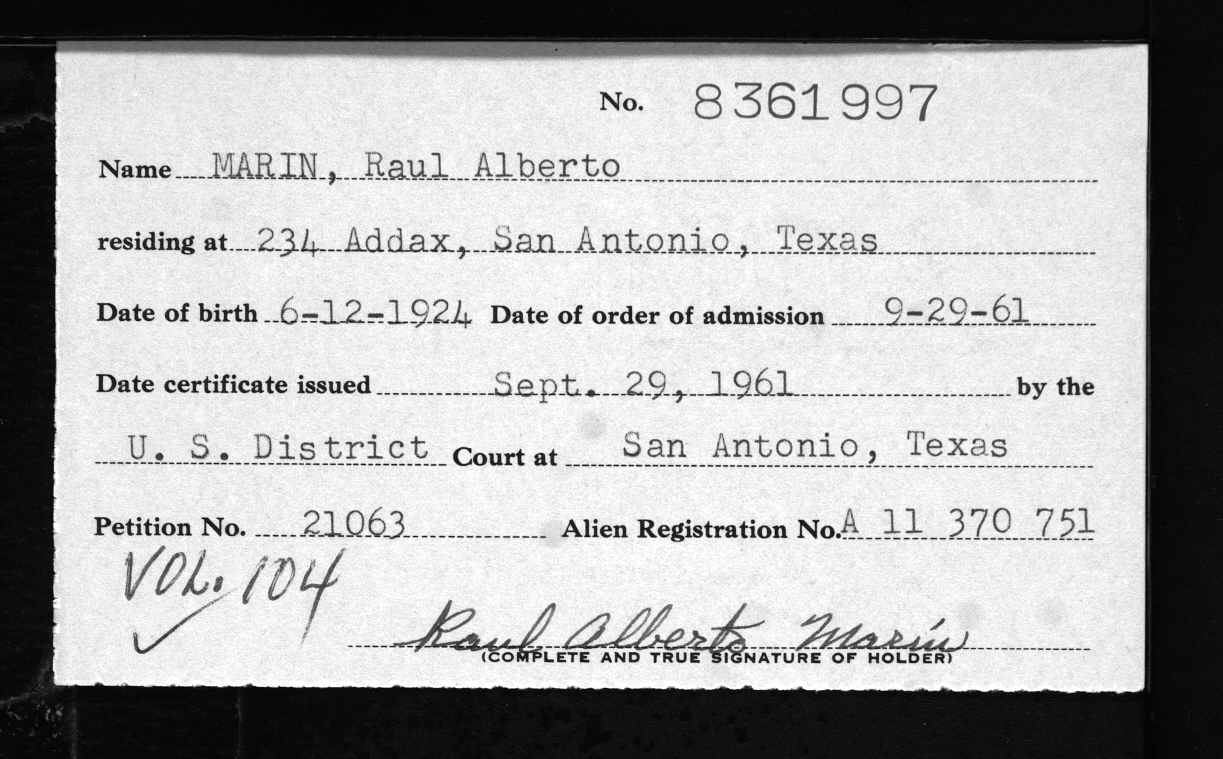 No. 8361997
Name MARIN, Raul Alberto
residing at 234 Addax, San Antonio, Texas
Date of birth 6-12-1924 Date of order of admission 9-29-61
Date certificate issued Sept. 29, 1961 by the
U. S. District Court at San Antonio, Texas
Petition No. 21063 Alien Registration No. A 11 370 751
VOL. 104
Raul Alberto Marin
(COMPLETE AND TRUE SIGNATURE OF HOLDER)